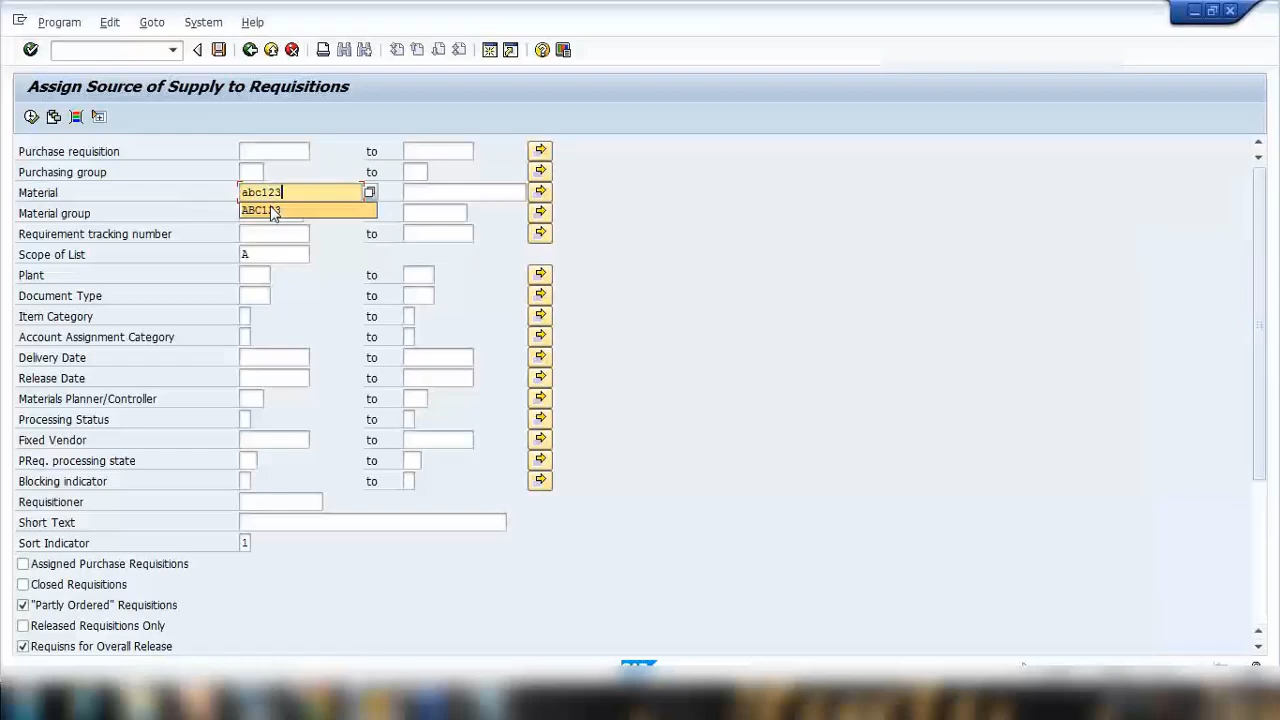 Program Edit Goto System Help
Assign Source of Supply to Requisitions
Purchase requisition to
Purchasing group to
Material abc123
ABC123
Material group
Requirement tracking number to
Scope of List A
Plant to
Document Type to
Item Category to
Account Assignment Category to
Delivery Date to
Release Date to
Materials Planner/Controller to
Processing Status to
Fixed Vendor to
PReq. processing state to
Blocking indicator to
Requisitioner
Short Text
Sort Indicator 1
Assigned Purchase Requisitions
Closed Requisitions
"Partly Ordered" Requisitions
Released Requisitions Only
Requisns for Overall Release